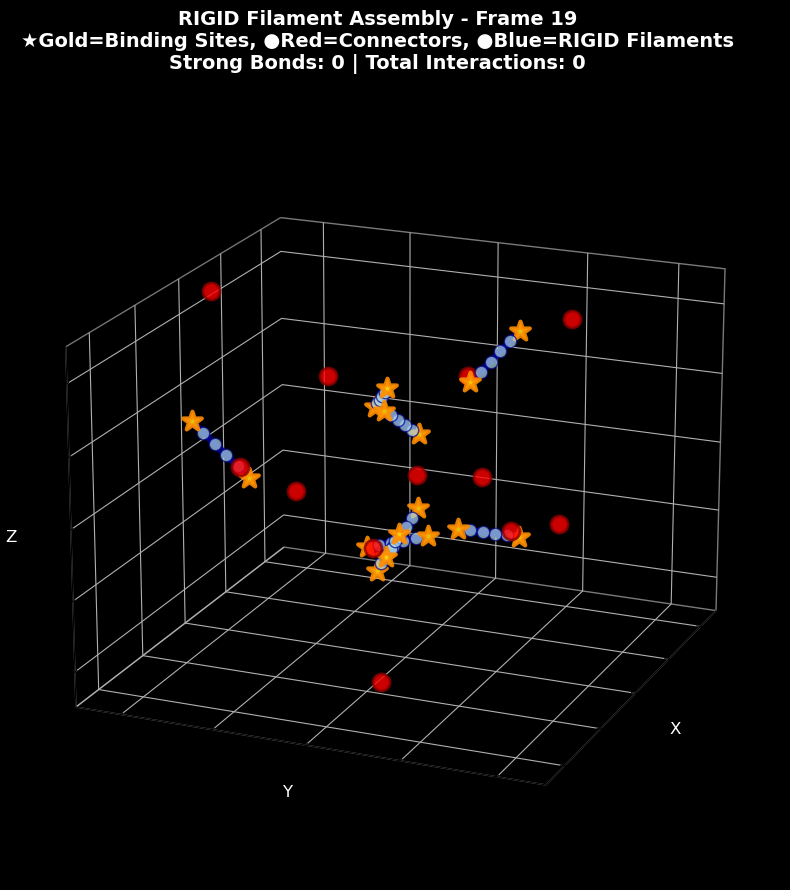 RIGID Filament Assembly - Frame 19
★Gold=Binding Sites, ●Red=Connectors, ●Blue=RIGID Filaments
Strong Bonds: 0 | Total Interactions: 0
Z
X
Y